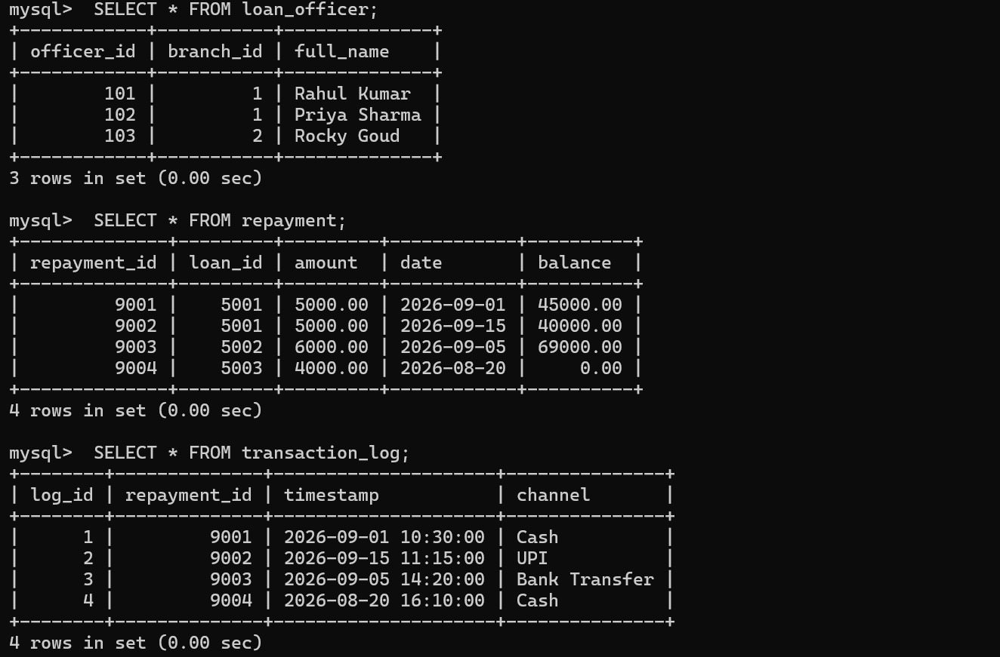 mysql>  SELECT * FROM loan_officer;
+------------+-----------+--------------+
| officer_id | branch_id | full_name    |
+------------+-----------+--------------+
|        101 |         1 | Rahul Kumar  |
|        102 |         1 | Priya Sharma |
|        103 |         2 | Rocky Goud   |
+------------+-----------+--------------+
3 rows in set (0.00 sec)

mysql>  SELECT * FROM repayment;
+--------------+---------+---------+------------+----------+
| repayment_id | loan_id | amount  | date       | balance  |
+--------------+---------+---------+------------+----------+
|         9001 |    5001 | 5000.00 | 2026-09-01 | 45000.00 |
|         9002 |    5001 | 5000.00 | 2026-09-15 | 40000.00 |
|         9003 |    5002 | 6000.00 | 2026-09-05 | 69000.00 |
|         9004 |    5003 | 4000.00 | 2026-08-20 |     0.00 |
+--------------+---------+---------+------------+----------+
4 rows in set (0.00 sec)

mysql>  SELECT * FROM transaction_log;
+--------+--------------+---------------------+---------------+
| log_id | repayment_id | timestamp           | channel       |
+--------+--------------+---------------------+---------------+
|      1 |         9001 | 2026-09-01 10:30:00 | Cash          |
|      2 |         9002 | 2026-09-15 11:15:00 | UPI           |
|      3 |         9003 | 2026-09-05 14:20:00 | Bank Transfer |
|      4 |         9004 | 2026-08-20 16:10:00 | Cash          |
+--------+--------------+---------------------+---------------+
4 rows in set (0.00 sec)